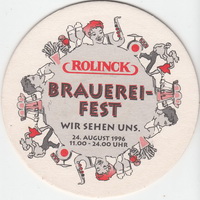 ROLINCK
BRAUEREI-
FEST
WIR SEHEN UNS.
24. AUGUST 1996
11.00 - 24.00 UHR